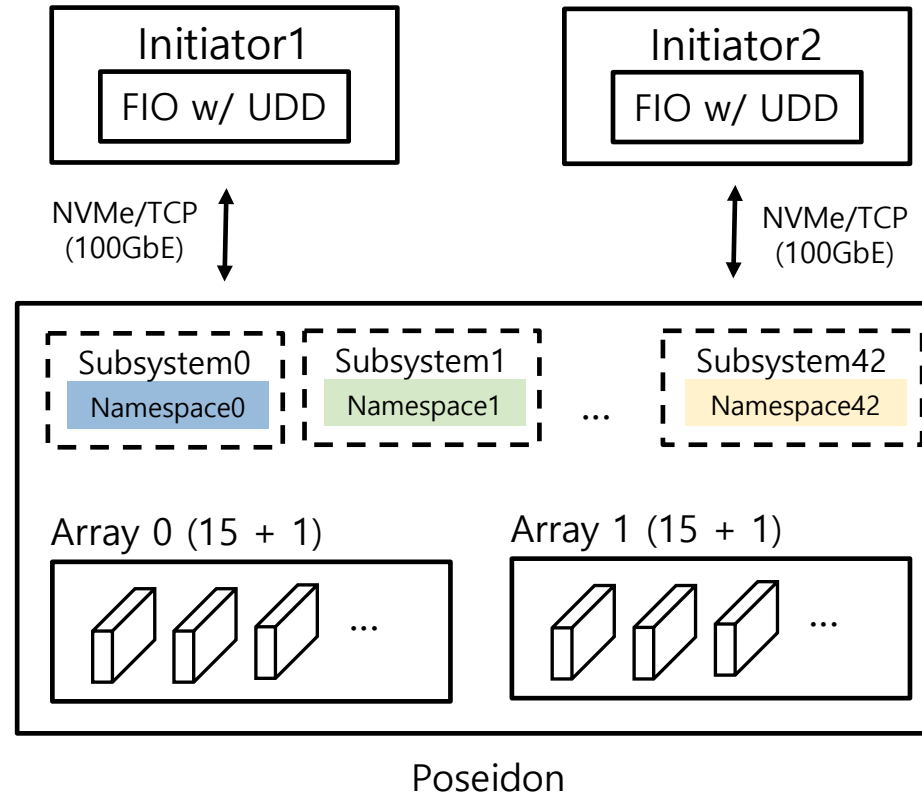 Initiator1
FIO w/ UDD
Initiator2
FIO w/ UDD
NVMe/TCP
(100GbE)
NVMe/TCP
(100GbE)
Subsystem0
Namespace0
Subsystem1
Namespace1
...
Subsystem42
Namespace42
Array 0 (15 + 1)
...
Array 1 (15 + 1)
...
Poseidon